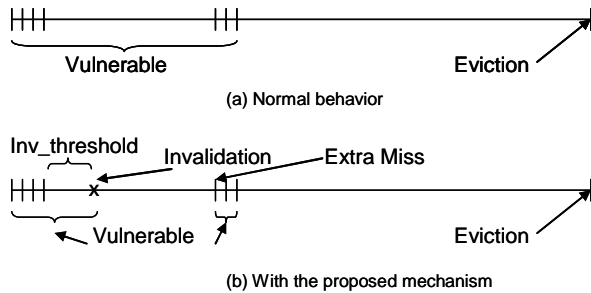 Vulnerable
Eviction
(a) Normal behavior
Inv_threshold
Invalidation
Extra Miss
x
Vulnerable
Eviction
(b) With the proposed mechanism